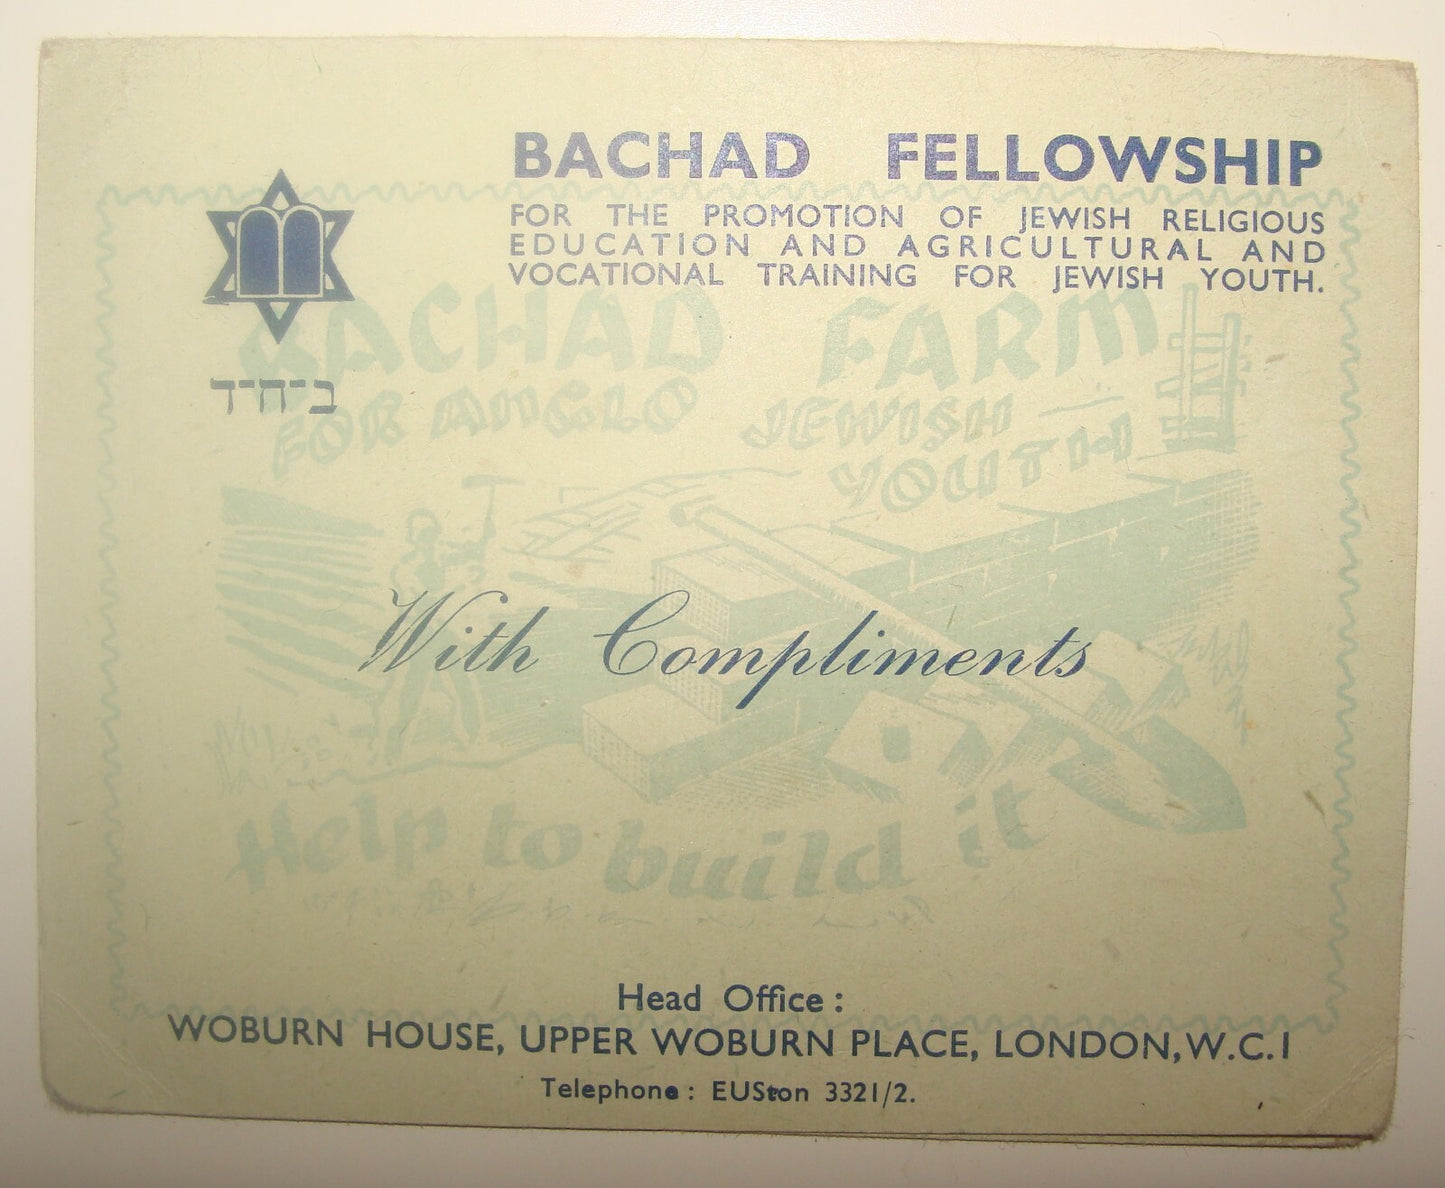 BACHAD FELLOWSHIP
FOR THE PROMOTION OF JEWISH RELIGIOUS
EDUCATION AND AGRICULTURAL AND
VOCATIONAL TRAINING FOR JEWISH YOUTH.
ב-ח-ד
BACHAD FARM
FOR ANGLO JEWISH
YOUTH
With Compliments
Help to build it
Head Office:
WOBURN HOUSE, UPPER WOBURN PLACE, LONDON, W.C.1
Telephone: EUSton 3321/2.